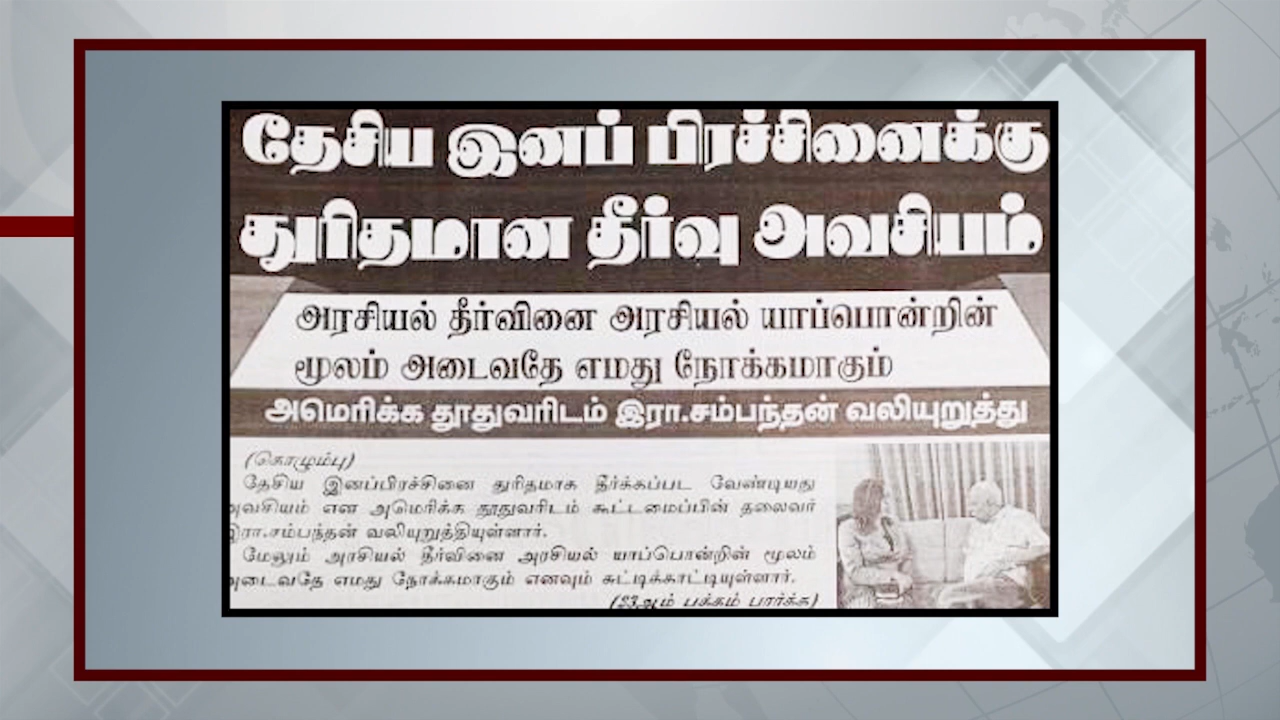 தேசிய இனப் பிரச்சினைக்கு
துரிதமான தீர்வு அவசியம்
அரசியல் தீர்வினை அரசியல் யாப்பொன்றின்
மூலம் அடைவதே எமது நோக்கமாகும்
அமெரிக்க தூதுவரிடம் இரா.சம்பந்தன் வலியுறுத்து
(கொழும்பு)
தேசிய இனப்பிரச்சினை துரிதமாக தீர்க்கப்பட வேண்டியது
அவசியம் என அமெரிக்க தூதுவரிடம் கூட்டமைப்பின் தலைவர்
இரா.சம்பந்தன் வலியுறுத்தியுள்ளார்.
மேலும் அரசியல் தீர்வினை அரசியல் யாப்பொன்றின் மூலம்
அடைவதே எமது நோக்கமாகும் எனவும் சுட்டிக்காட்டியுள்ளார்.
(23ஆம் பக்கம் பார்க்க)